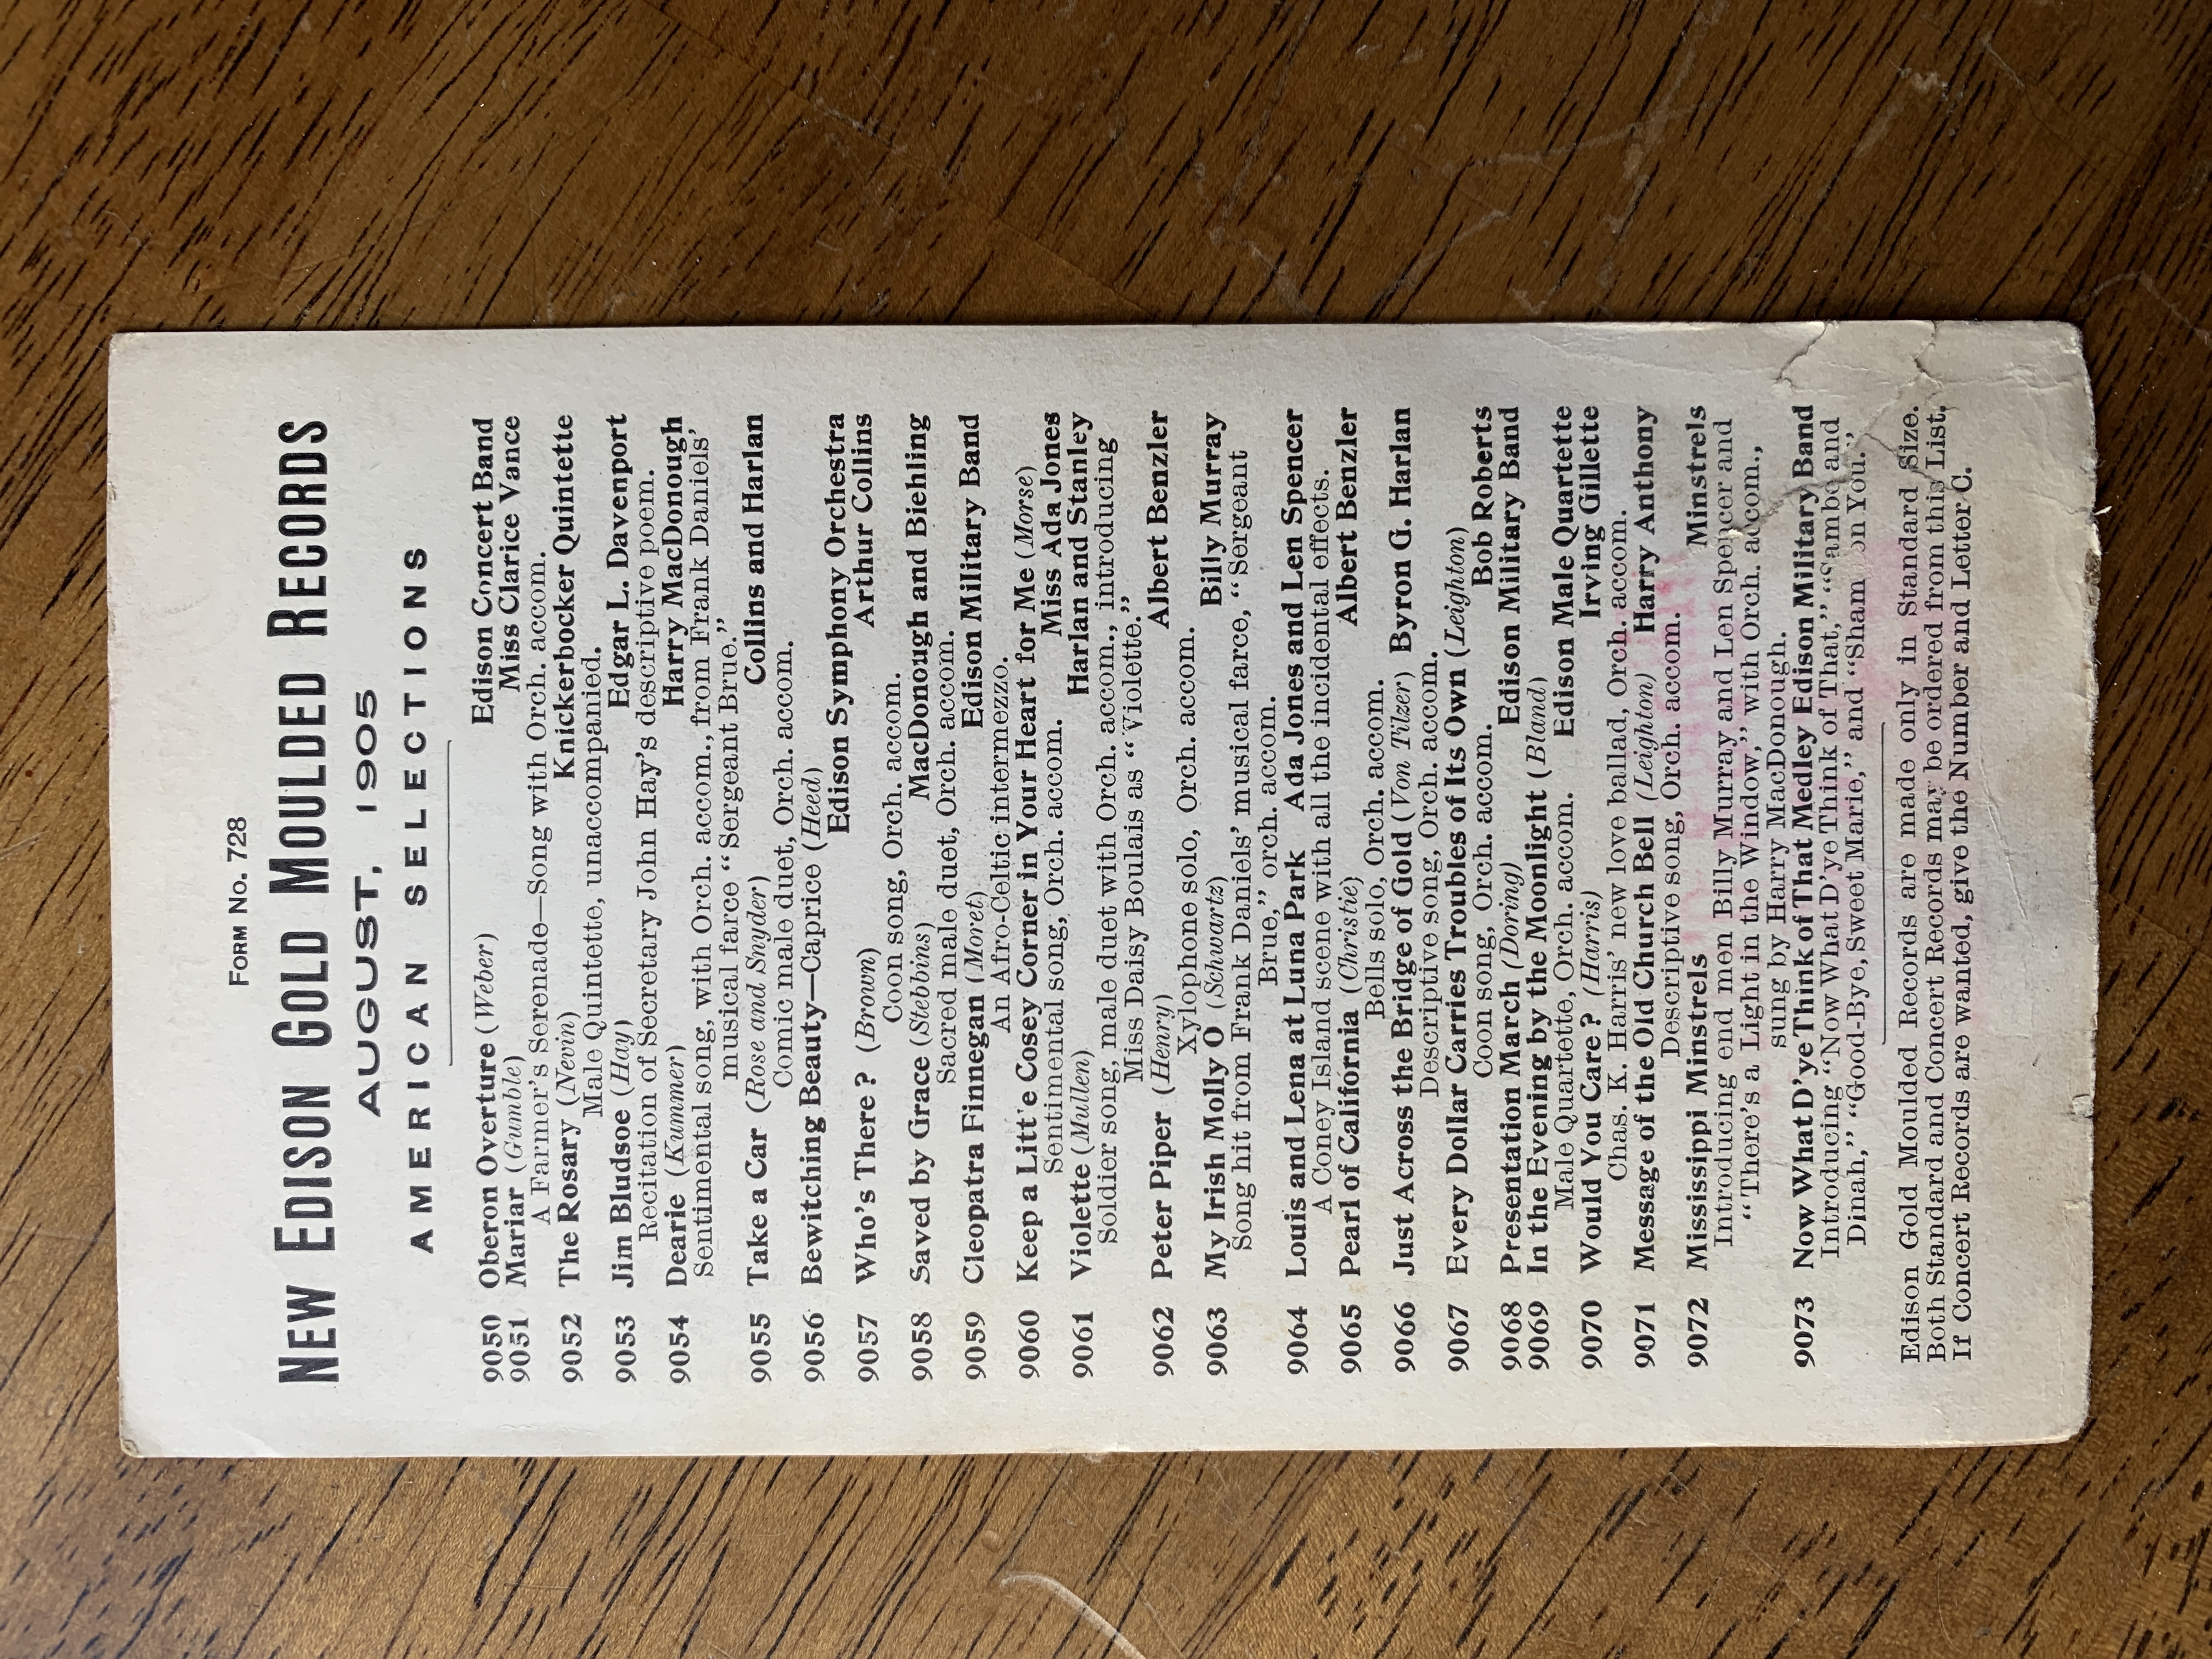 FORM No. 728
NEW EDISON GOLD MOULDED RECORDS
AUGUST, 1905
AMERICAN SELECTIONS
9050 Oberon Overture (Weber) Edison Concert Band
9051 Mariar (Gumble) Miss Clarice Vance
A Farmer's Serenade—Song with Orch. accom.
9052 The Rosary (Nevin) Knickerbocker Quintette
Male Quintette, unaccompanied.
9053 Jim Bludsoe (Hay) Edgar L. Davenport
Recitation of Secretary John Hay's descriptive poem.
9054 Dearie (Kummer) Harry MacDonough
Sentimental song, with Orch. accom., from Frank Daniels'
musical farce "Sergeant Brue."
9055 Take a Car (Rose and Snyder) Collins and Harlan
Comic male duet, Orch. accom.
9056 Bewitching Beauty—Caprice (Heed)
Edison Symphony Orchestra
9057 Who's There? (Brown) Arthur Collins
Coon song, Orch. accom.
9058 Saved by Grace (Stebbins) MacDonough and Biehling
Sacred male duet, Orch. accom.
9059 Cleopatra Finnegan (Moret) Edison Military Band
An Afro-Celtic intermezzo.
9060 Keep a Litt'e Cosey Corner in Your Heart for Me (Morse)
Sentimental song, Orch. accom. Miss Ada Jones
9061 Violette (Mullen) Harlan and Stanley
Soldier song, male duet with Orch. accom., introducing
Miss Daisy Boulais as "Violette."
9062 Peter Piper (Henry) Albert Benzler
Xylophone solo, Orch. accom.
9063 My Irish Molly O (Schwartz) Billy Murray
Song hit from Frank Daniels' musical farce, "Sergeant
Brue," orch. accom.
9064 Louis and Lena at Luna Park Ada Jones and Len Spencer
A Coney Island scene with all the incidental effects.
9065 Pearl of California (Christie) Albert Benzler
Bells solo, Orch. accom.
9066 Just Across the Bridge of Gold (Von Tilzer) Byron G. Harlan
Descriptive song, Orch. accom.
9067 Every Dollar Carries Troubles of Its Own (Leighton)
Coon song, Orch. accom. Bob Roberts
9068 Presentation March (Doring) Edison Military Band
9069 In the Evening by the Moonlight (Bland)
Male Quartette, Orch. accom. Edison Male Quartette
9070 Would You Care? (Harris) Irving Gillette
Chas. K. Harris' new love ballad, Orch. accom.
9071 Message of the Old Church Bell (Leighton) Harry Anthony
Descriptive song, Orch. accom.
9072 Mississippi Minstrels Minstrels
Introducing end men Billy Murray and Len Spencer and
"There's a Light in the Window," with Orch. accom.,
sung by Harry MacDonough.
9073 Now What D'ye Think of That Medley Edison Military Band
Introducing "Now What D'ye Think of That," "Sambo and
Dinah," "Good-Bye, Sweet Marie," and "Sham on You."
Edison Gold Moulded Records are made only in Standard Size.
Both Standard and Concert Records may be ordered from this List.
If Concert Records are wanted, give the Number and Letter C.